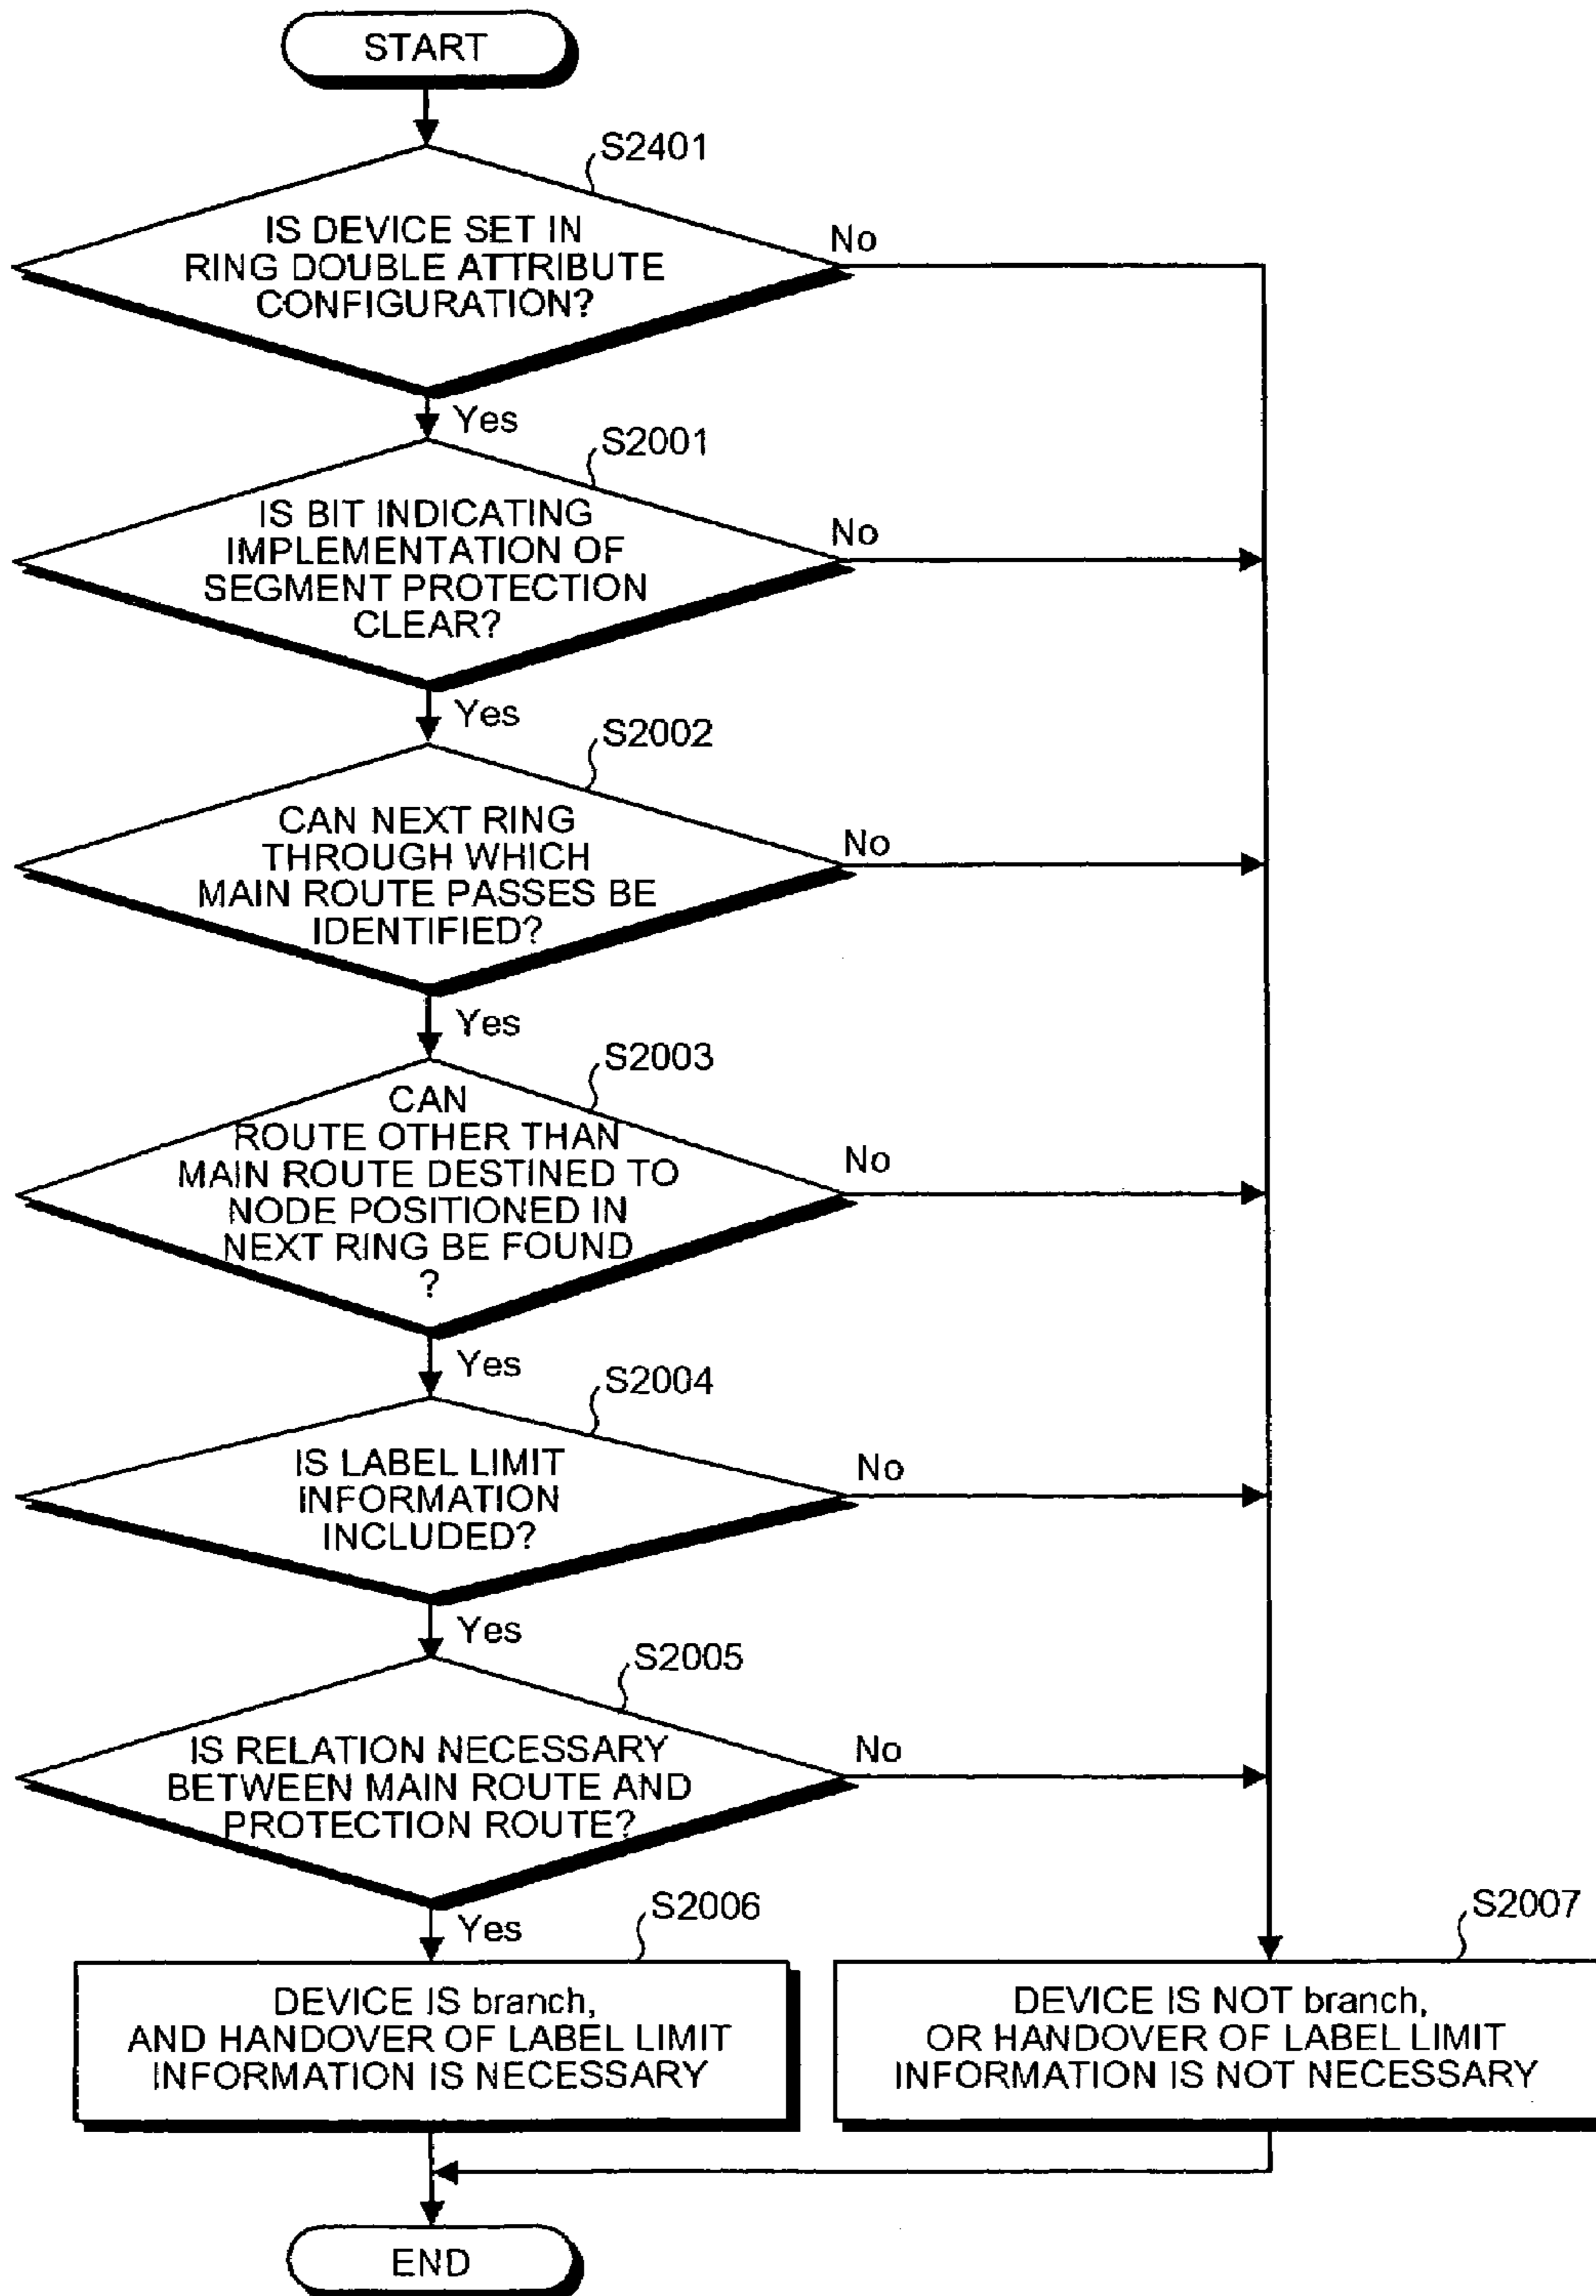 START
S2401
IS DEVICE SET IN
RING DOUBLE ATTRIBUTE
CONFIGURATION?
No
Yes
S2001
IS BIT INDICATING
IMPLEMENTATION OF
SEGMENT PROTECTION
CLEAR?
No
Yes
S2002
CAN NEXT RING
THROUGH WHICH
MAIN ROUTE PASSES BE
IDENTIFIED?
No
Yes
S2003
CAN
ROUTE OTHER THAN
MAIN ROUTE DESTINED TO
NODE POSITIONED IN
NEXT RING BE FOUND
?
No
Yes
S2004
IS LABEL LIMIT
INFORMATION
INCLUDED?
No
Yes
S2005
IS RELATION NECESSARY
BETWEEN MAIN ROUTE AND
PROTECTION ROUTE?
No
Yes
S2006
DEVICE IS branch,
AND HANDOVER OF LABEL LIMIT
INFORMATION IS NECESSARY
S2007
DEVICE IS NOT branch,
OR HANDOVER OF LABEL LIMIT
INFORMATION IS NOT NECESSARY
END